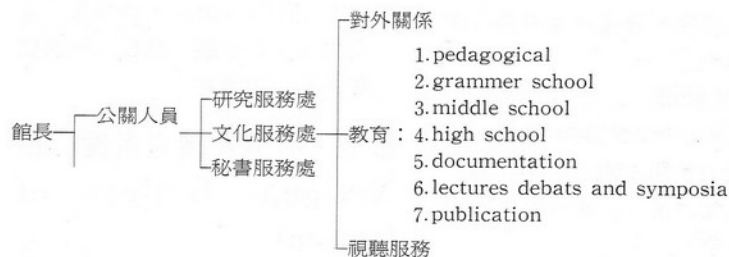 對外關係
1.pedagogical
2.grammer school
3.middle school
教育：4.high school
5.documentation
6.lectures debats and symposia
7.publication
視聽服務
館長
公關人員
研究服務處
文化服務處
秘書服務處